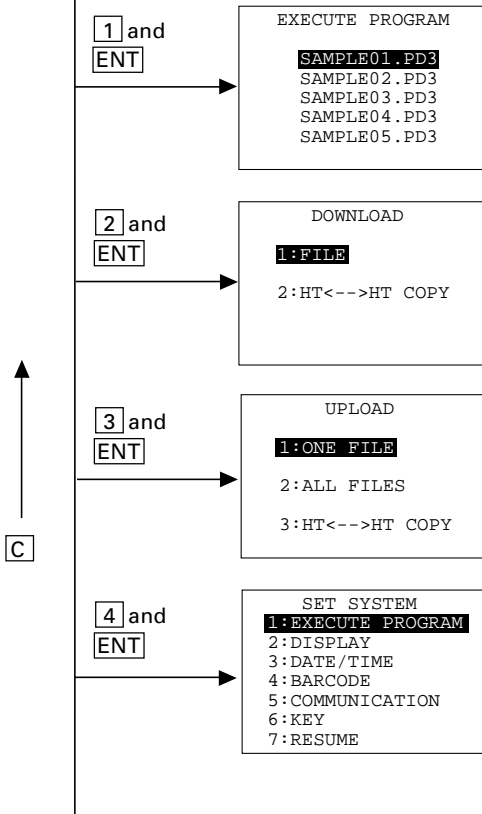 1 and
ENT
EXECUTE PROGRAM
SAMPLE01.PD3
SAMPLE02.PD3
SAMPLE03.PD3
SAMPLE04.PD3
SAMPLE05.PD3
2 and
ENT
DOWNLOAD
1:FILE
2:HT<-->HT COPY
3 and
ENT
UPLOAD
1:ONE FILE
2:ALL FILES
3:HT<-->HT COPY
C
4 and
ENT
SET SYSTEM
1:EXECUTE PROGRAM
2:DISPLAY
3:DATE/TIME
4:BARCODE
5:COMMUNICATION
6:KEY
7:RESUME